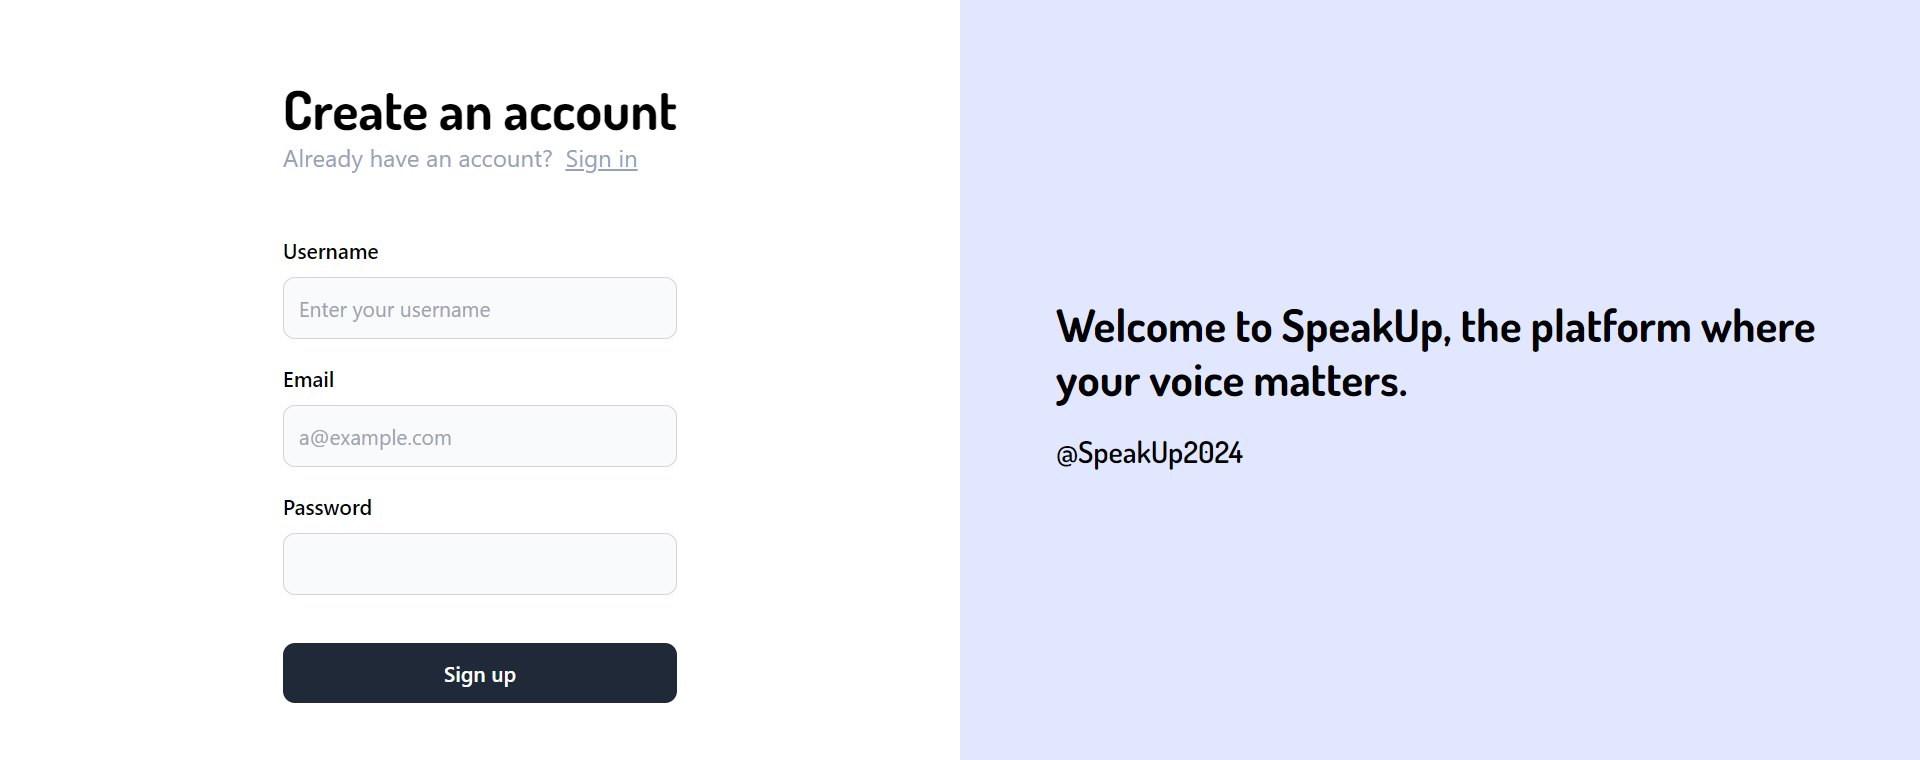 Create an account
Already have an account? Sign in
Username
Enter your username
Email
a@example.com
Password
Sign up
Welcome to SpeakUp, the platform where
your voice matters.
@SpeakUp2024